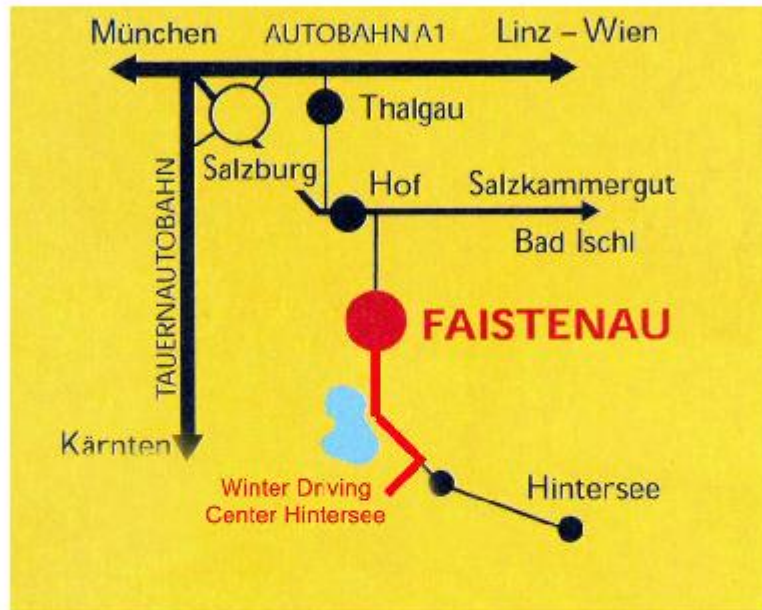 München
AUTOBAHN A1
Linz – Wien
Thalgau
Salzburg
Hof
Salzkammergut
Bad Ischl
TAUERNAUTOBAHN
FAISTENAU
Kärnten
Winter Driving
Center Hintersee
Hintersee